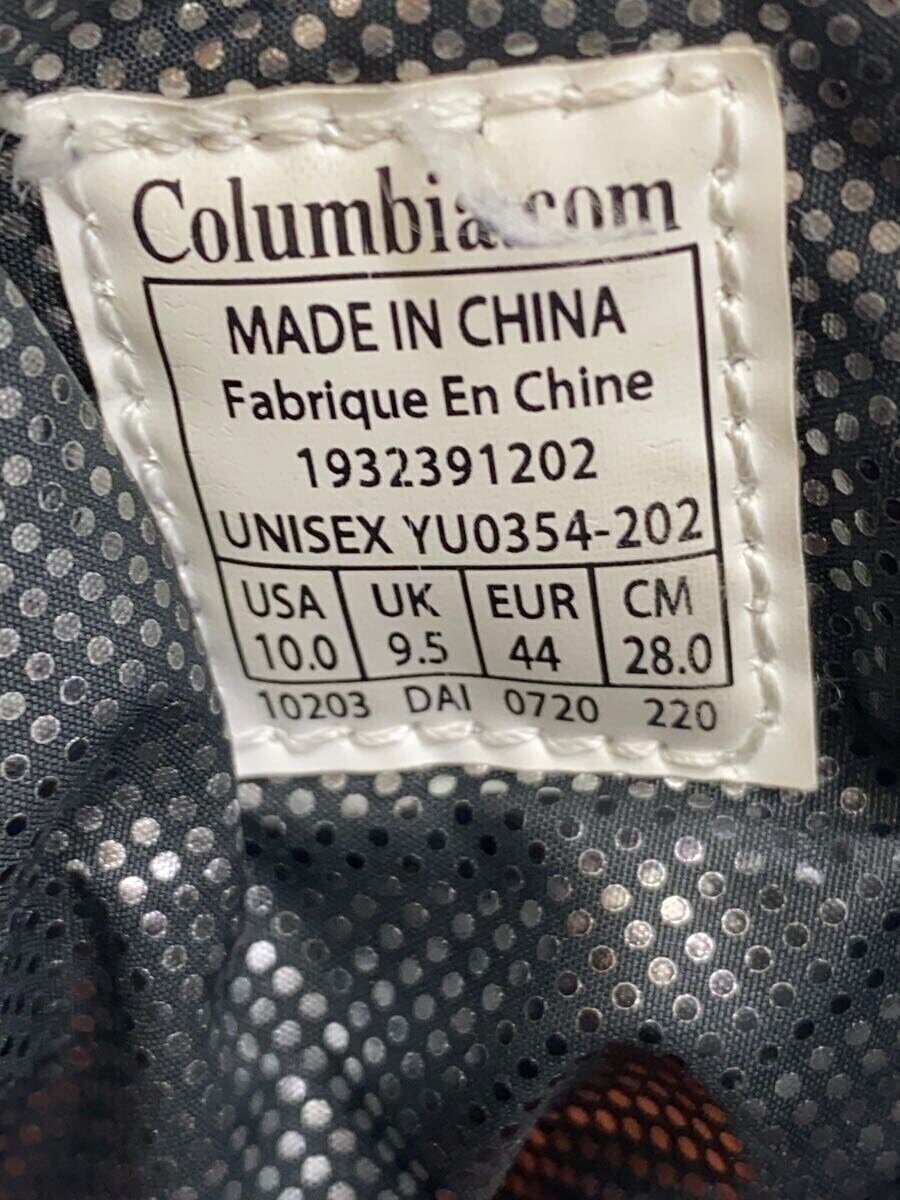 Columbia.com
MADE IN CHINA
Fabrique En Chine
1932391202
UNISEX YU0354-202
USA UK EUR CM
10.0 9.5 44 28.0
10203 DAI 0720 220